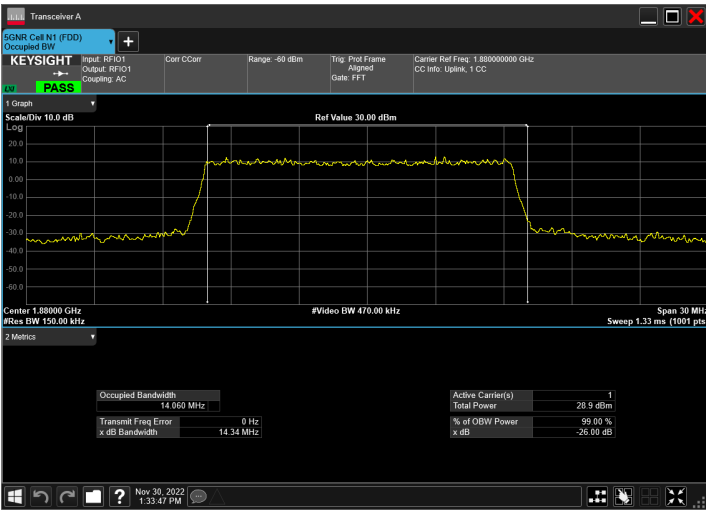 Transceiver A
5GNR Cell N1 (FDD)
Occupied BW
KEYSIGHT
PASS
Input: RFIO1
Output: RFIO1
Coupling: AC
Corr CCorr
Range: -60 dBm
Trig: Prot Frame
Aligned
Gate: FFT
Carrier Ref Freq: 1.880000000 GHz
CC Info: Uplink, 1 CC
1 Graph
Scale/Div 10.0 dB
Ref Value 30.00 dBm
Log
20.0
10.0
0.00
-10.0
-20.0
-30.0
-40.0
-50.0
-60.0
Center 1.88000 GHz
#Video BW 470.00 kHz
Span 30 MHz
#Res BW 150.00 kHz
Sweep 1.33 ms (1001 pts
2 Metrics
Occupied Bandwidth
14.060 MHz
Transmit Freq Error 0 Hz
x dB Bandwidth 14.34 MHz
Active Carrier(s) 1
Total Power 28.9 dBm
% of OBW Power 99.00 %
x dB -26.00 dB
?
Nov 30, 2022
1:33:47 PM